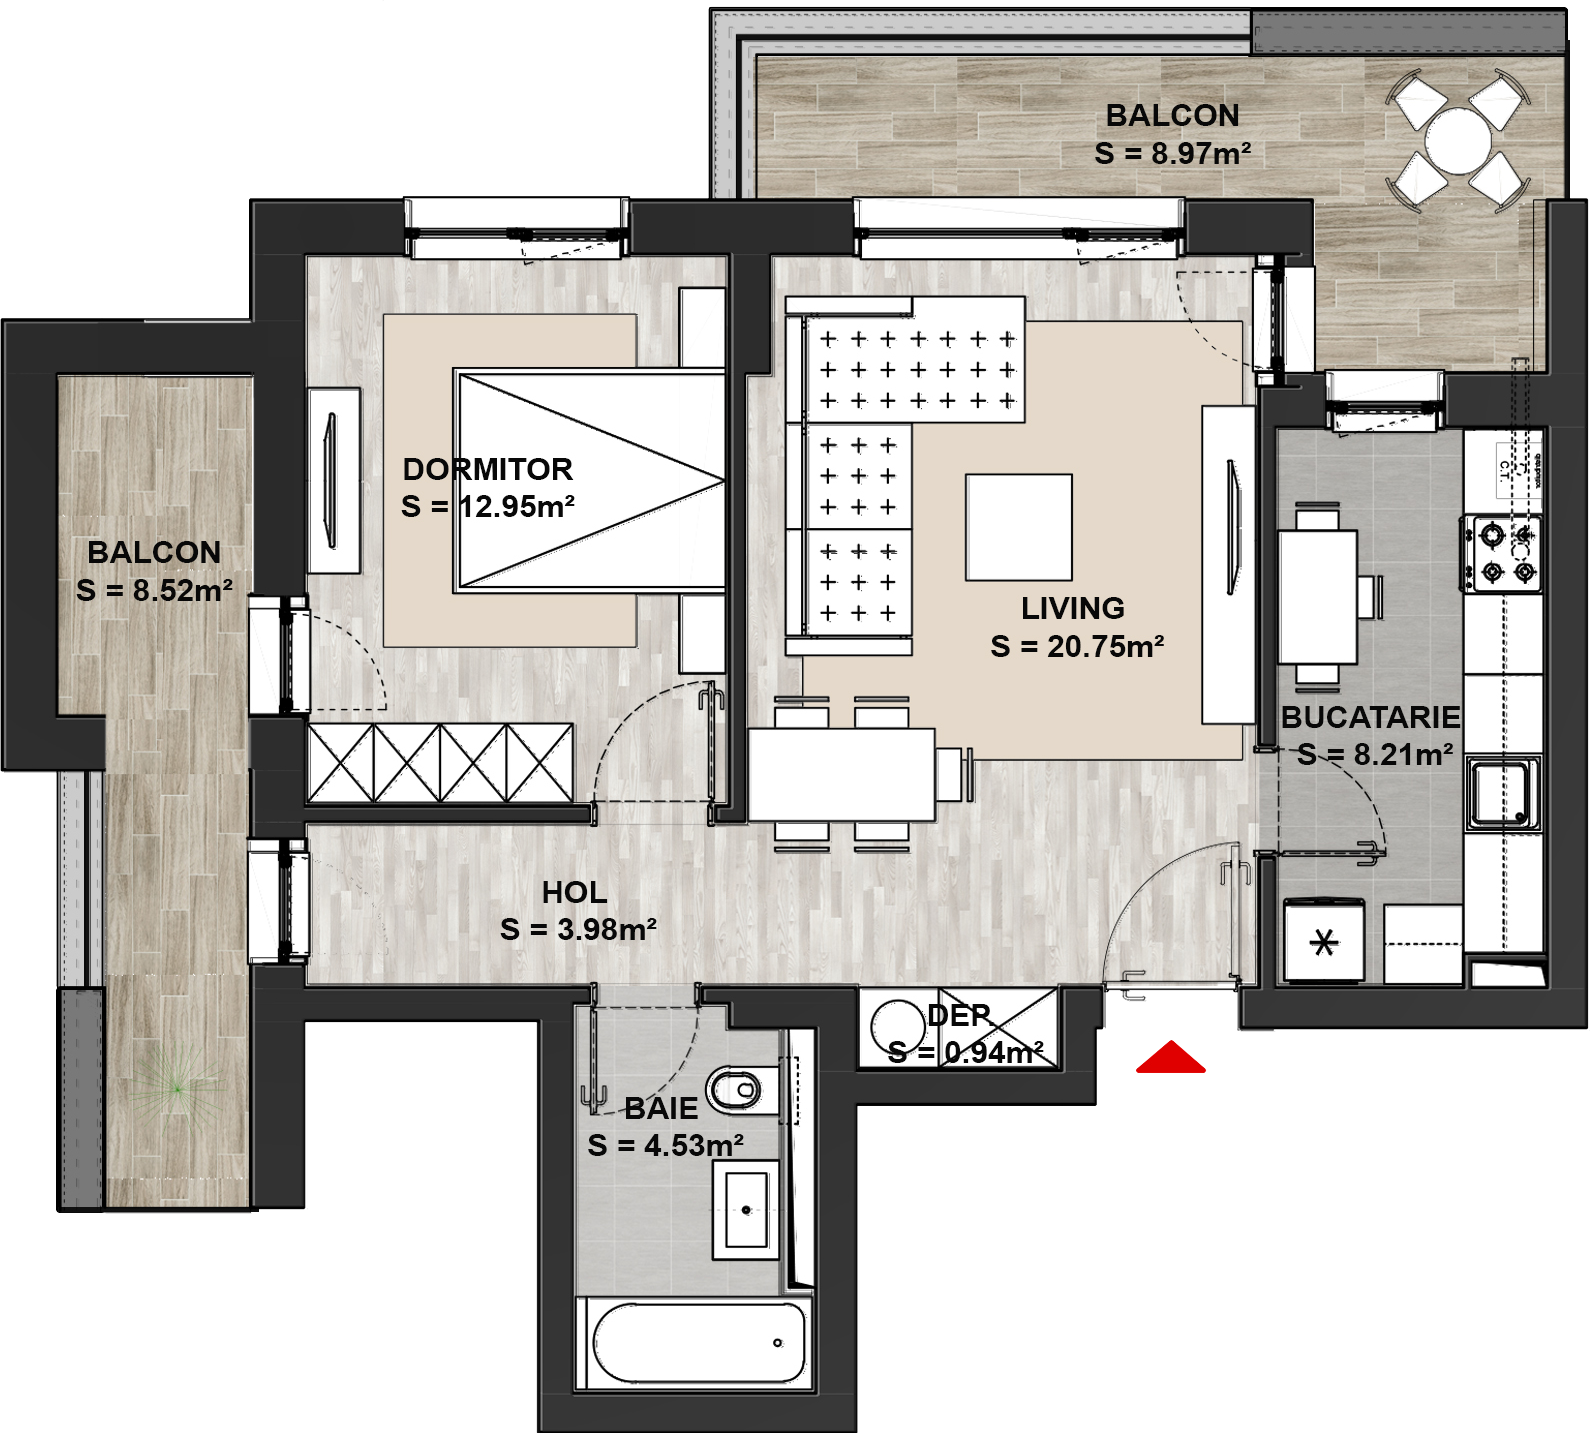 BALCON
S = 8.97m²
DORMITOR
S = 12.95m²
BALCON
S = 8.52m²
LIVING
S = 20.75m²
C.T.
BUCATARIE
S = 8.21m²
HOL
S = 3.98m²
DEP.
S = 0.94m²
BAIE
S = 4.53m²